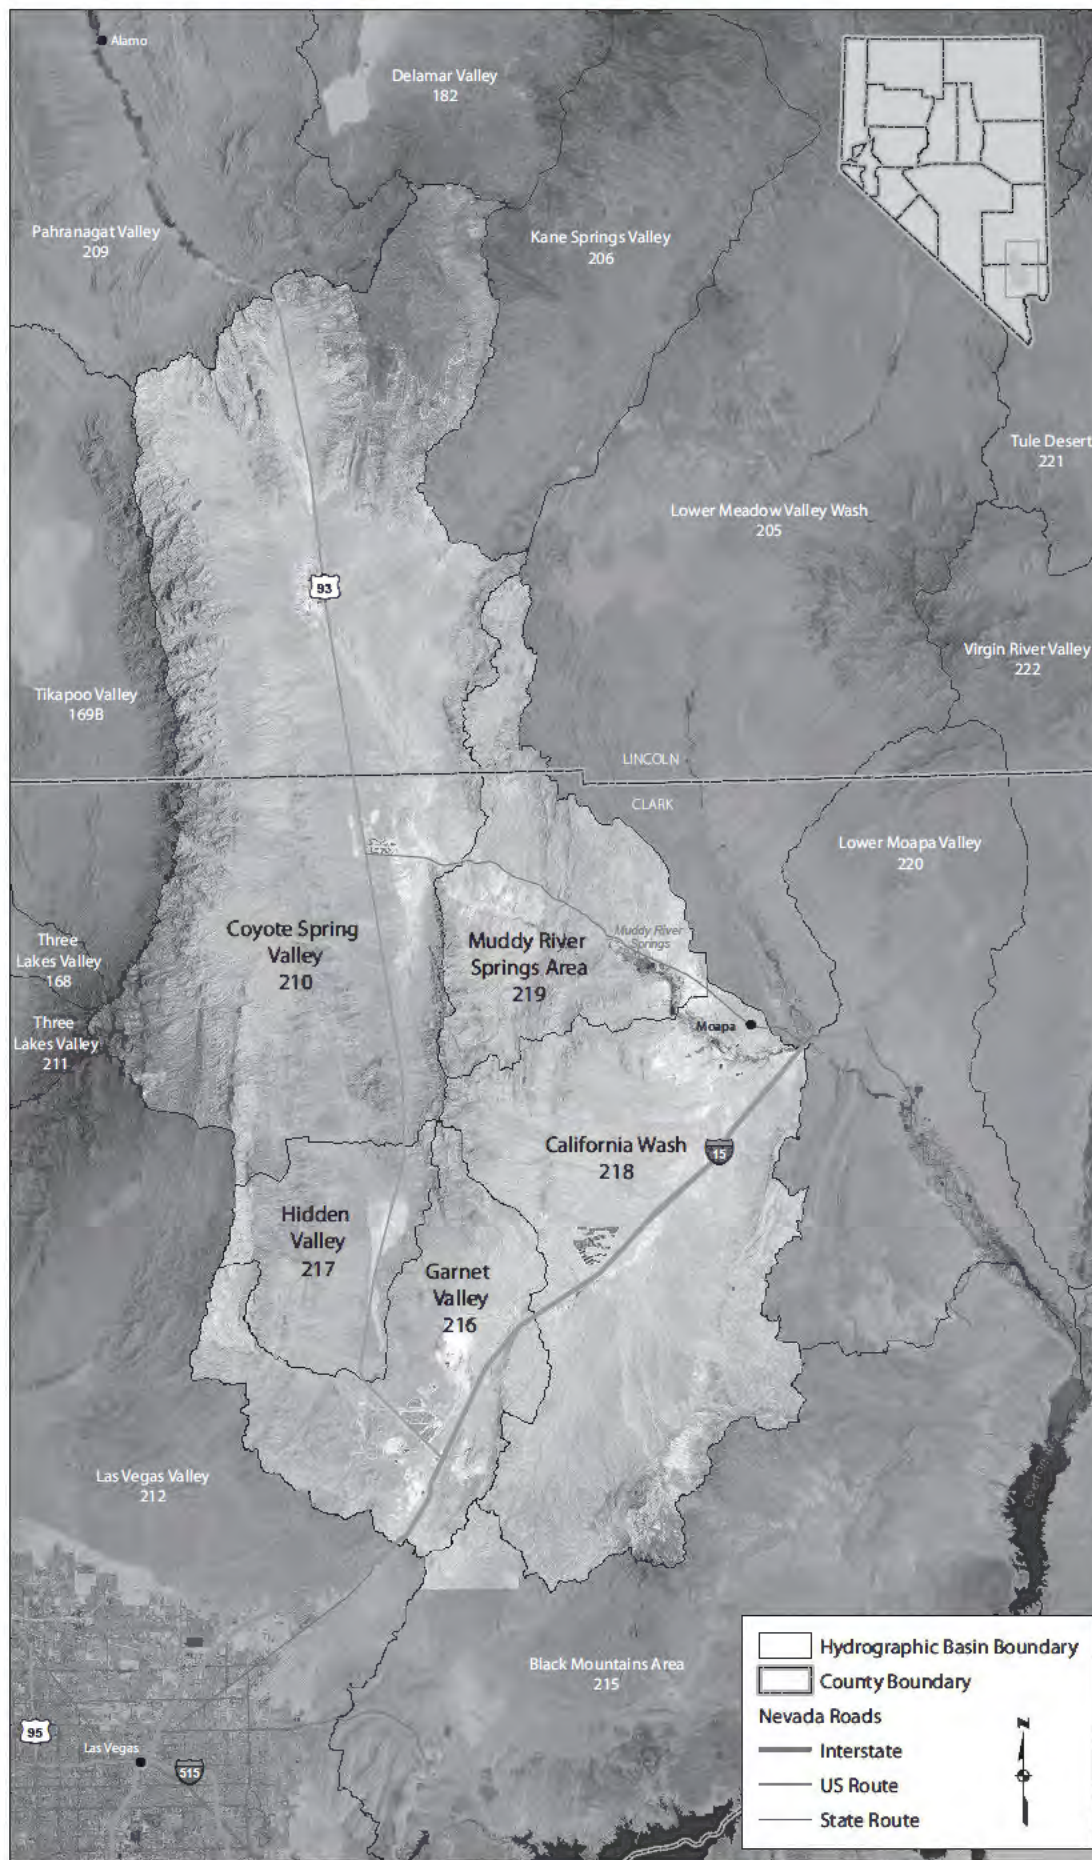 Alamo
Delamar Valley
182
Pahranagat Valley
209
Kane Springs Valley
206
Tule Desert
221
Lower Meadow Valley Wash
205
93
Virgin River Valley
222
Tikapoo Valley
169B
LINCOLN
CLARK
Lower Moapa Valley
220
Coyote Spring
Valley
210
Muddy River
Springs Area
219
Muddy River
Springs
Three
Lakes Valley
168
Three
Lakes Valley
211
Moapa
California Wash
218
15
Hidden
Valley
217
Garnet
Valley
216
Las Vegas Valley
212
Black Mountains Area
215
95
Las Vegas
515
Hydrographic Basin Boundary
County Boundary
Nevada Roads
Interstate
US Route
State Route
N